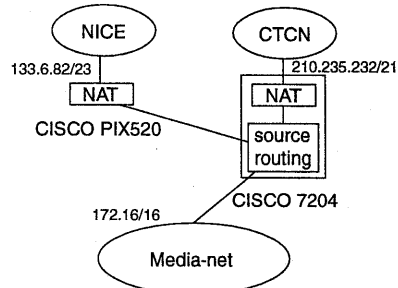 NICE
CTCN
133.6.82/23
210.235.232/21
NAT
NAT
CISCO PIX520
source
routing
CISCO 7204
172.16/16
Media-net